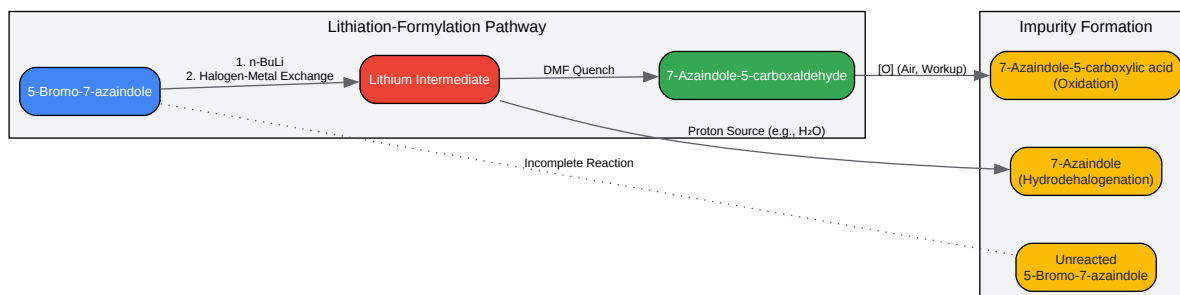 Lithiation-Formylation Pathway
Impurity Formation
5-Bromo-7-azaindole
1. n-BuLi
2. Halogen-Metal Exchange
Lithium Intermediate
DMF Quench
7-Azaindole-5-carboxaldehyde
[O] (Air, Workup)
7-Azaindole-5-carboxylic acid
(Oxidation)
Proton Source (e.g., H₂O)
7-Azaindole
(Hydrodehalogenation)
Incomplete Reaction
Unreacted
5-Bromo-7-azaindole